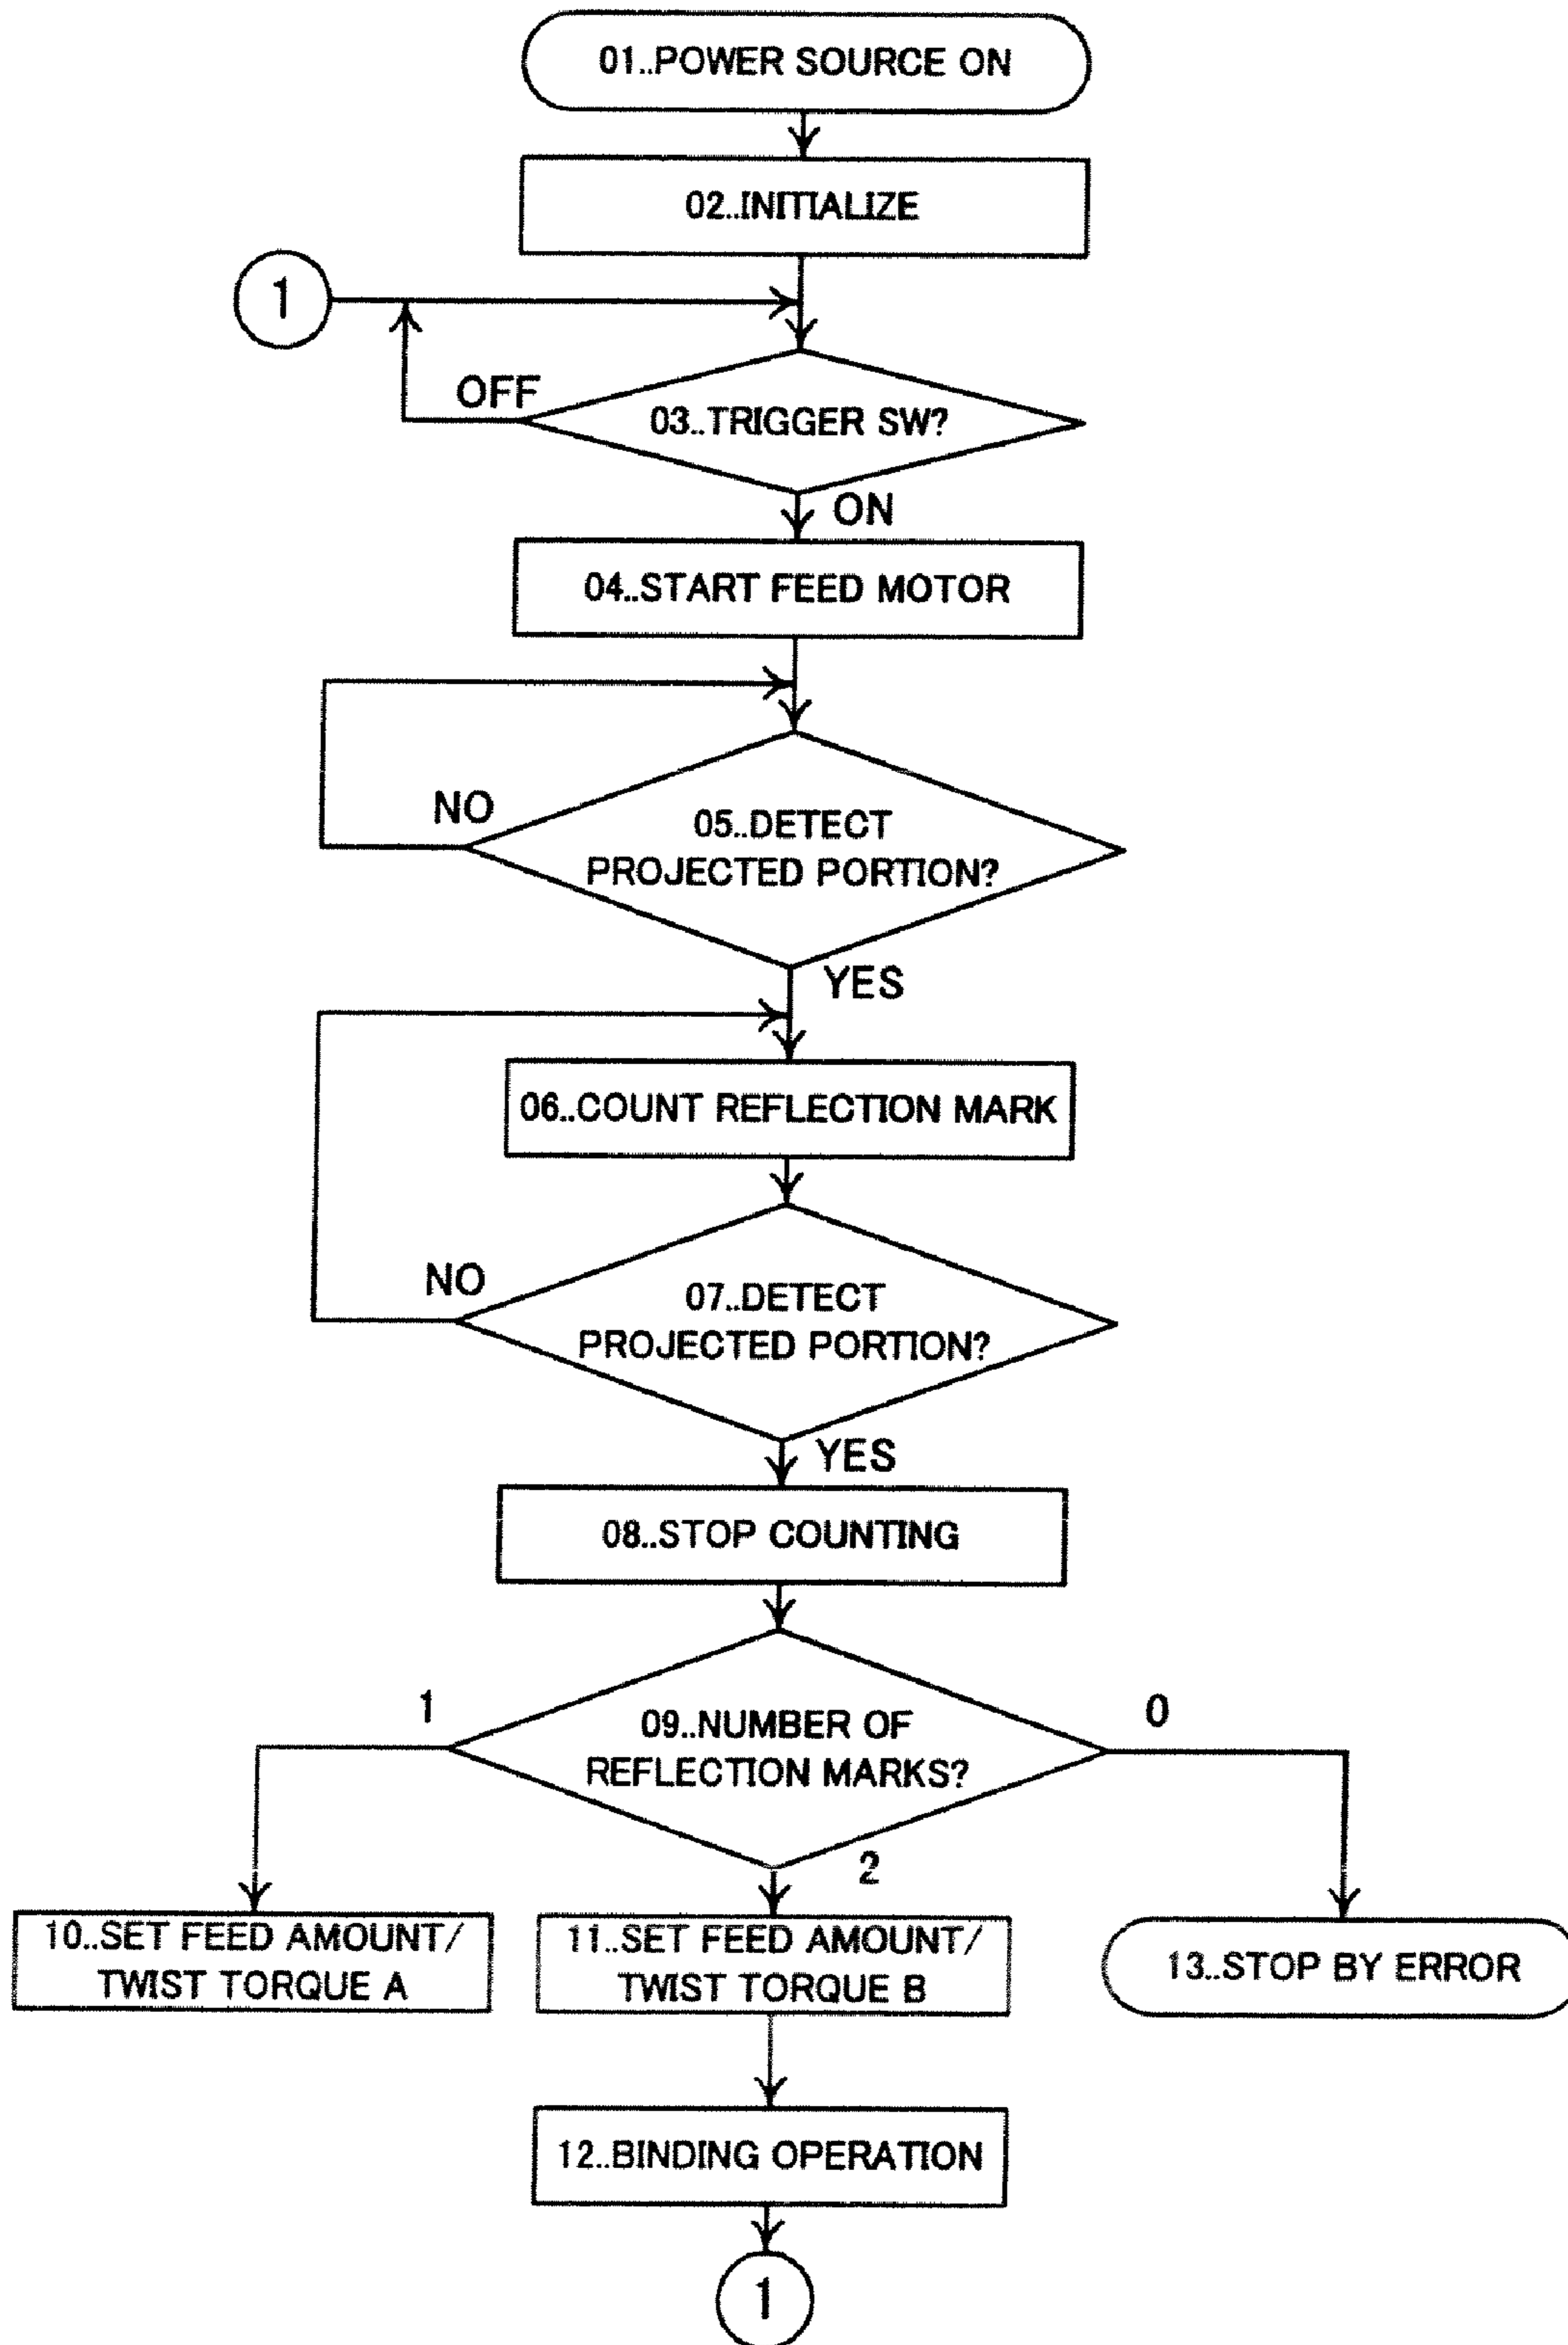 01..POWER SOURCE ON
02..INITIALIZE
1
OFF
03..TRIGGER SW?
ON
04..START FEED MOTOR
NO
05..DETECT
PROJECTED PORTION?
YES
06..COUNT REFLECTION MARK
NO
07..DETECT
PROJECTED PORTION?
YES
08..STOP COUNTING
1
09..NUMBER OF
REFLECTION MARKS?
0
2
10..SET FEED AMOUNT/
TWIST TORQUE A
11..SET FEED AMOUNT/
TWIST TORQUE B
13..STOP BY ERROR
12..BINDING OPERATION
1